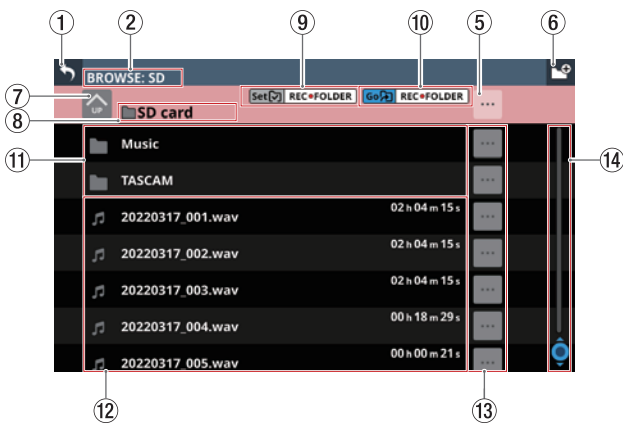 ① ② ⑨ ⑩ ⑤ ⑥
BROWSE: SD
⑦ UP Set REC●FOLDER Go REC●FOLDER ...
⑧ SD card
⑪ Music ... ⑭
TASCAM ...
20220317_001.wav 02 h 04 m 15 s ...
20220317_002.wav 02 h 04 m 15 s ...
20220317_003.wav 02 h 04 m 15 s ...
20220317_004.wav 00 h 18 m 29 s ...
20220317_005.wav 00 h 00 m 21 s ...
⑫ ⑬